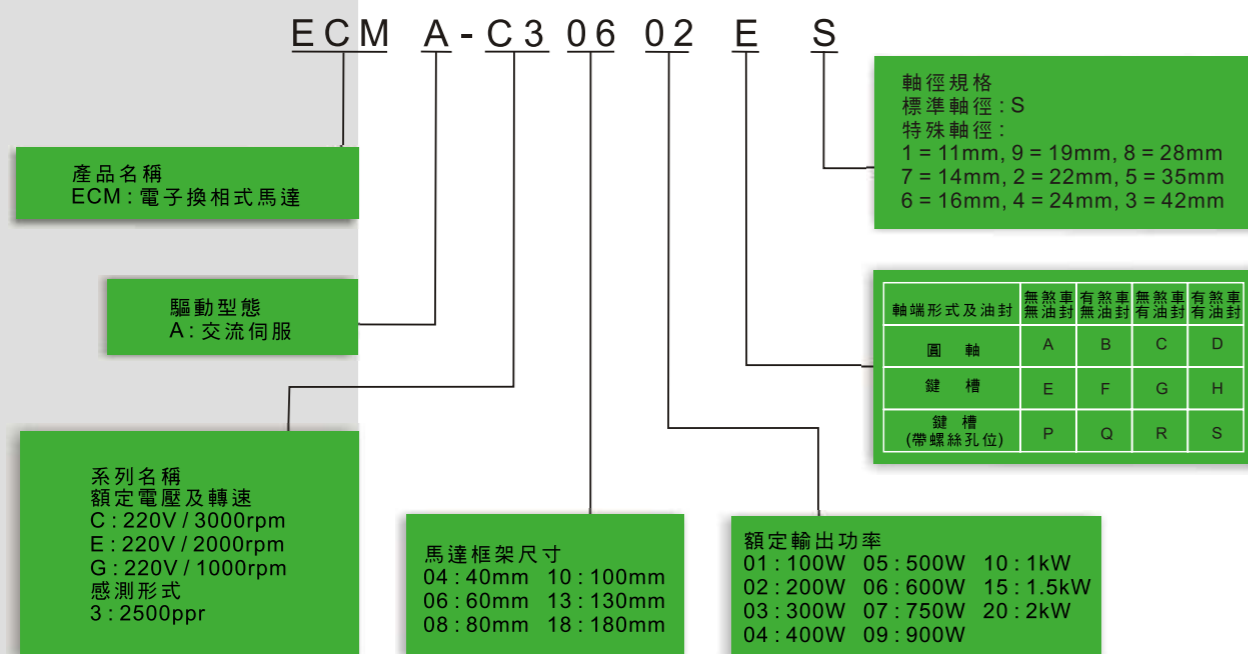 ECM A-C3 06 02 E S
產品名稱
ECM:電子換相式馬達
驅動型態
A:交流伺服
系列名稱
額定電壓及轉速
C:220V / 3000rpm
E:220V / 2000rpm
G:220V / 1000rpm
感測形式
3:2500ppr
馬達框架尺寸
04:40mm 10:100mm
06:60mm 13:130mm
08:80mm 18:180mm
額定輸出功率
01:100W 05:500W 10:1kW
02:200W 06:600W 15:1.5kW
03:300W 07:750W 20:2kW
04:400W 09:900W
軸徑規格
標準軸徑:S
特殊軸徑:
1 = 11mm, 9 = 19mm, 8 = 28mm
7 = 14mm, 2 = 22mm, 5 = 35mm
6 = 16mm, 4 = 24mm, 3 = 42mm
軸端形式及油封 無煞車 有煞車 無煞車 有煞車
無油封 無油封 有油封 有油封
圓 軸 A B C D
鍵 槽 E F G H
鍵 槽
(帶螺絲孔位) P Q R S